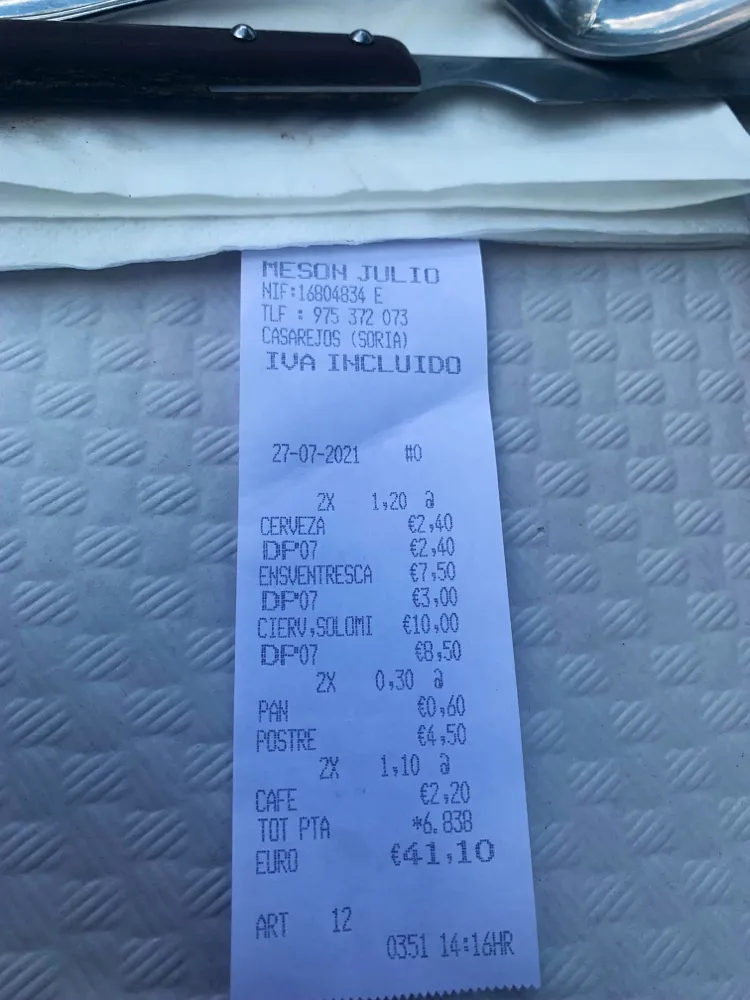 MESON JULIO
NIF:16804834 E
TLF : 975 372 073
CASAREJOS (SORIA)
IVA INCLUIDO
27-07-2021 #0
2X 1,20 @
CERVEZA €2,40
DP07 €2,40
ENSVENTRESCA €7,50
DP07 €3,00
CIERV,SOLOMI €10,00
DP07 €8,50
2X 0,30 @
PAN €0,60
POSTRE €4,50
2X 1,10 @
CAFE €2,20
TOT PTA *6.838
EURO €41,10
ART 12
0351 14:16HR